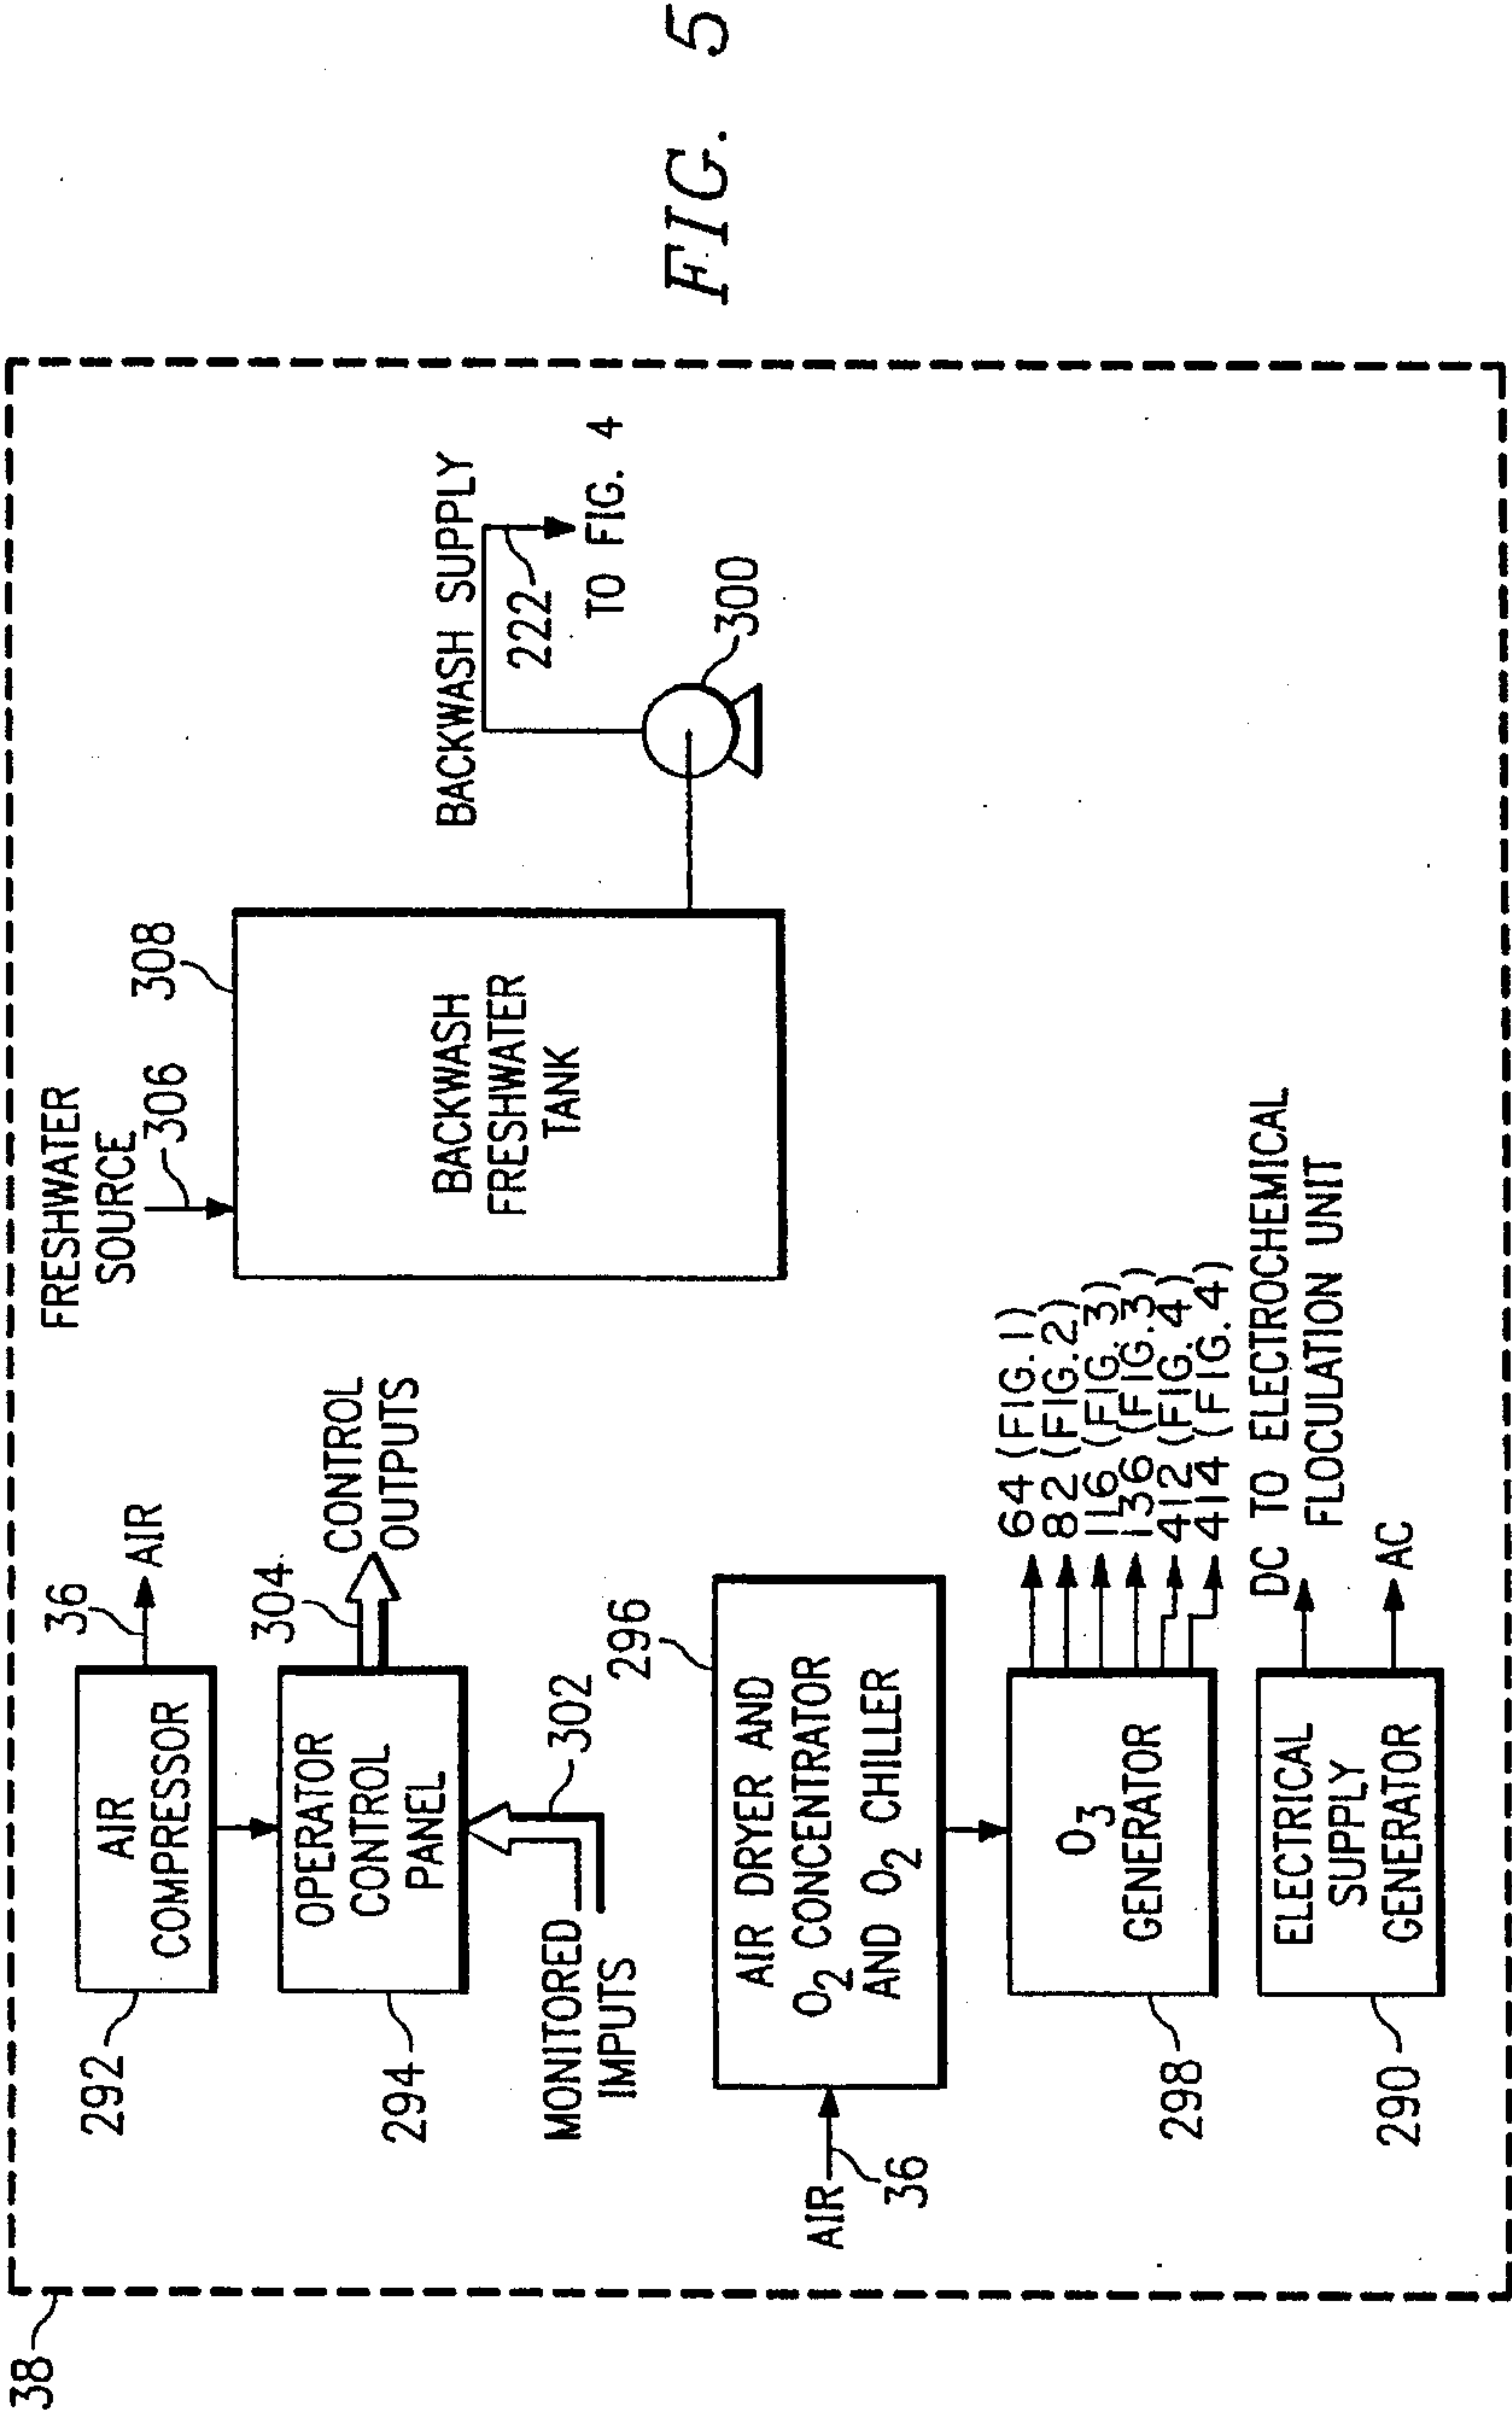 38
292
AIR
COMPRESSOR
36
AIR
294
OPERATOR
CONTROL
PANEL
304
CONTROL
OUTPUTS
MONITORED
IMPUTS
302
FRESHWATER
SOURCE
306
308
BACKWASH
FRESHWATER
TANK
BACKWASH SUPPLY
222
TO FIG. 4
300
AIR
36
296
AIR DRYER AND
O2 CONCENTRATOR
AND O2 CHILLER
298
O3
GENERATOR
64 (FIG.1)
82 (FIG.2)
116 (FIG.3)
136 (FIG.3)
412 (FIG.4)
414 (FIG.4)
290
ELECTRICAL
SUPPLY
GENERATOR
DC TO ELECTROCHEMICAL
FLOCULATION UNIT
AC
FIG. 5